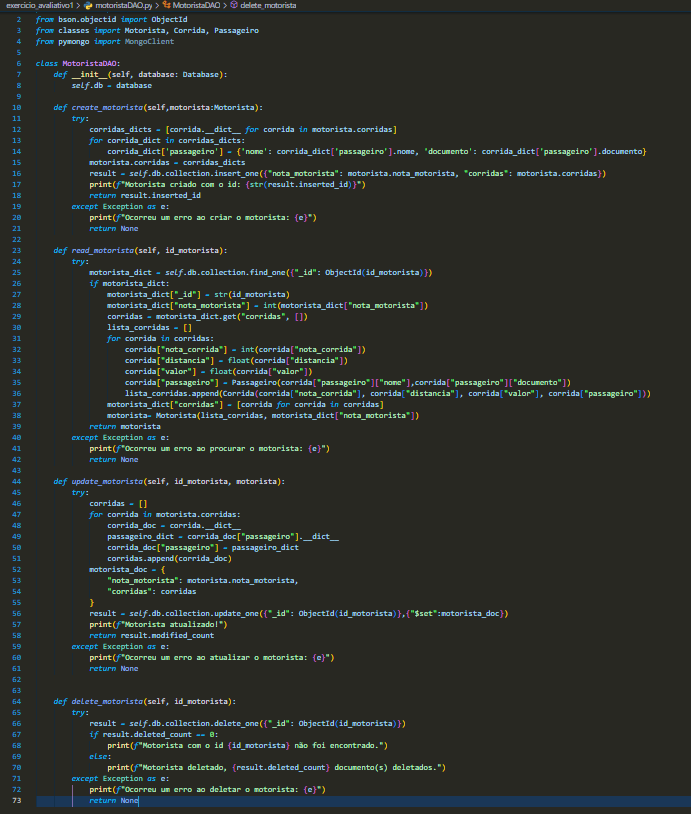 exercicio_avaliativo1 > motoristaDAO.py > MotoristaDAO > delete_motorista
2 from bson.objectid import ObjectId
3 from classes import Motorista, Corrida, Passageiro
4 from pymongo import MongoClient
5
6 class MotoristaDAO:
7     def __init__(self, database: Database):
8         self.db = database
9
10     def create_motorista(self,motorista:Motorista):
11         try:
12             corridas_dicts = [corrida.__dict__ for corrida in motorista.corridas]
13             for corrida_dict in corridas_dicts:
14                 corrida_dict['passageiro'] = {'nome': corrida_dict['passageiro'].nome, 'documento': corrida_dict['passageiro'].documento}
15             motorista.corridas = corridas_dicts
16             result = self.db.collection.insert_one({"nota_motorista": motorista.nota_motorista, "corridas": motorista.corridas})
17             print(f"Motorista criado com o id: {str(result.inserted_id)}")
18             return result.inserted_id
19         except Exception as e:
20             print(f"Ocorreu um erro ao criar o motorista: {e}")
21             return None
22
23     def read_motorista(self, id_motorista):
24         try:
25             motorista_dict = self.db.collection.find_one({"_id": ObjectId(id_motorista)})
26             if motorista_dict:
27                 motorista_dict["_id"] = str(id_motorista)
28                 motorista_dict["nota_motorista"] = int(motorista_dict["nota_motorista"])
29                 corridas = motorista_dict.get("corridas", [])
30                 lista_corridas = []
31                 for corrida in corridas:
32                     corrida["nota_corrida"] = int(corrida["nota_corrida"])
33                     corrida["distancia"] = float(corrida["distancia"])
34                     corrida["valor"] = float(corrida["valor"])
35                     corrida["passageiro"] = Passageiro(corrida["passageiro"]["nome"],corrida["passageiro"]["documento"])
36                     lista_corridas.append(Corrida(corrida["nota_corrida"], corrida["distancia"], corrida["valor"], corrida["passageiro"]))
37                 motorista_dict["corridas"] = [corrida for corrida in corridas]
38                 motorista= Motorista(lista_corridas, motorista_dict["nota_motorista"])
39             return motorista
40         except Exception as e:
41             print(f"Ocorreu um erro ao procurar o motorista: {e}")
42             return None
43
44     def update_motorista(self, id_motorista, motorista):
45         try:
46             corridas = []
47             for corrida in motorista.corridas:
48                 corrida_doc = corrida.__dict__
49                 passageiro_dict = corrida_doc["passageiro"].__dict__
50                 corrida_doc["passageiro"] = passageiro_dict
51                 corridas.append(corrida_doc)
52             motorista_doc = {
53                 "nota_motorista": motorista.nota_motorista,
54                 "corridas": corridas
55             }
56             result = self.db.collection.update_one({"_id": ObjectId(id_motorista)},{"$set":motorista_doc})
57             print(f"Motorista atualizado!")
58             return result.modified_count
59         except Exception as e:
60             print(f"Ocorreu um erro ao atualizar o motorista: {e}")
61             return None
62
63
64     def delete_motorista(self, id_motorista):
65         try:
66             result = self.db.collection.delete_one({"_id": ObjectId(id_motorista)})
67             if result.deleted_count == 0:
68                 print(f"Motorista com o id {id_motorista} não foi encontrado.")
69             else:
70                 print(f"Motorista deletado, {result.deleted_count} documento(s) deletados.")
71         except Exception as e:
72             print(f"Ocorreu um erro ao deletar o motorista: {e}")
73             return None